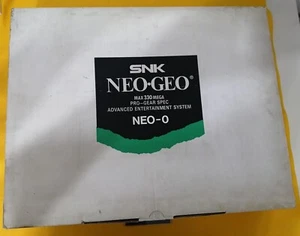 SNK
NEO•GEO®
MAX 330 MEGA
PRO-GEAR SPEC
ADVANCED ENTERTAINMENT SYSTEM
NEO-0